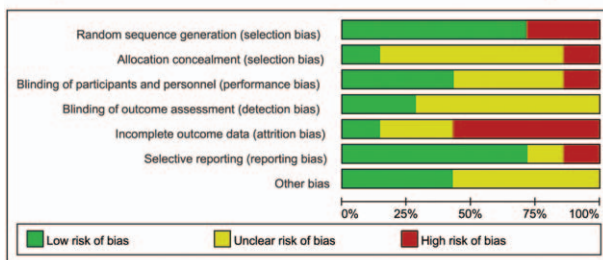 Random sequence generation (selection bias)
Allocation concealment (selection bias)
Blinding of participants and personnel (performance bias)
Blinding of outcome assessment (detection bias)
Incomplete outcome data (attrition bias)
Selective reporting (reporting bias)
Other bias
0% 25% 50% 75% 100%
Low risk of bias Unclear risk of bias High risk of bias